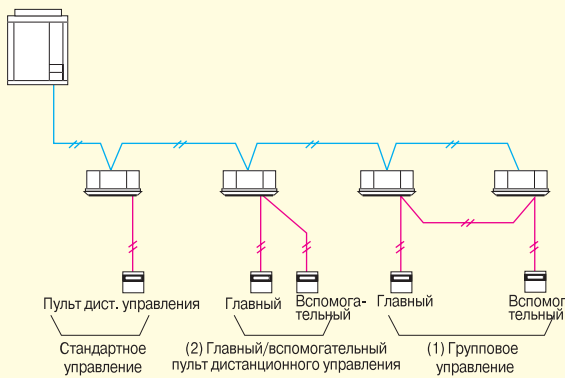 Пульт дист. управления
Главный
Вспомога-
тельный
Главный
Вспомог
тельный
Стандартное
управление
(2) Главный/вспомогательный
пульт дистанционного управления
(1) Групповое
управление